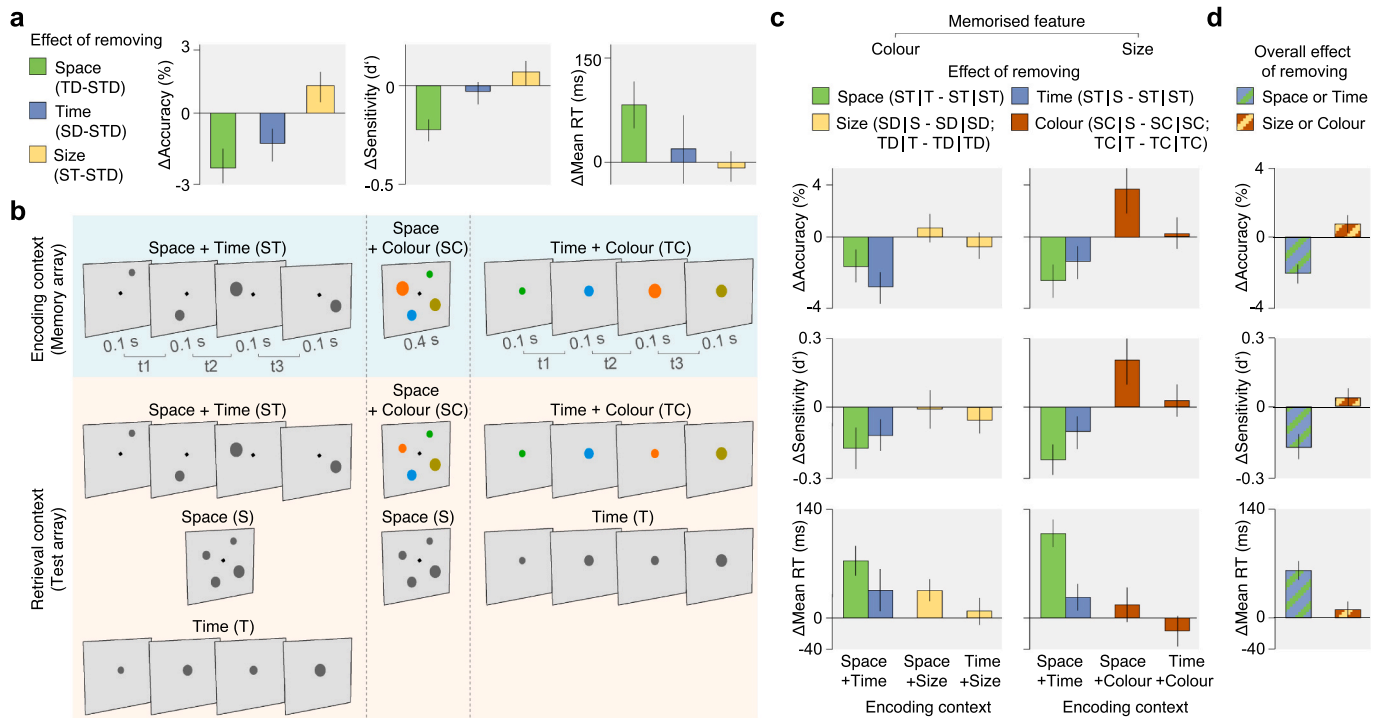 a
Effect of removing
Space
(TD-STD)
Time
(SD-STD)
Size
(ST-STD)
ΔAccuracy (%)
3
0
-3
ΔSensitivity (d')
0
-0.5
ΔMean RT (ms)
150
0
b
Encoding context
(Memory array)
Space + Time (ST)
Space
+ Colour (SC)
Time + Colour (TC)
0.1 s
0.1 s
0.1 s
0.1 s
t1
t2
t3
0.4 s
0.1 s
0.1 s
0.1 s
0.1 s
t1
t2
t3
Retrieval context
(Test array)
Space + Time (ST)
Space
+ Colour (SC)
Time + Colour (TC)
Space (S)
Space (S)
Time (T)
Time (T)
c
Memorised feature
Colour
Size
Effect of removing
Space (ST|T - ST|ST)
Time (ST|S - ST|ST)
Size (SD|S - SD|SD;
TD|T - TD|TD)
Colour (SC|S - SC|SC;
TC|T - TC|TC)
ΔAccuracy (%)
4
0
-4
ΔSensitivity (d')
0.3
0
-0.3
ΔMean RT (ms)
140
0
-40
Space
+Time
Space
+Size
Time
+Size
Space
+Time
Space
+Colour
Time
+Colour
Encoding context
Encoding context
d
Overall effect
of removing
Space or Time
Size or Colour
ΔAccuracy (%)
4
0
-4
ΔSensitivity (d')
0.3
0
-0.3
ΔMean RT (ms)
140
0
-40